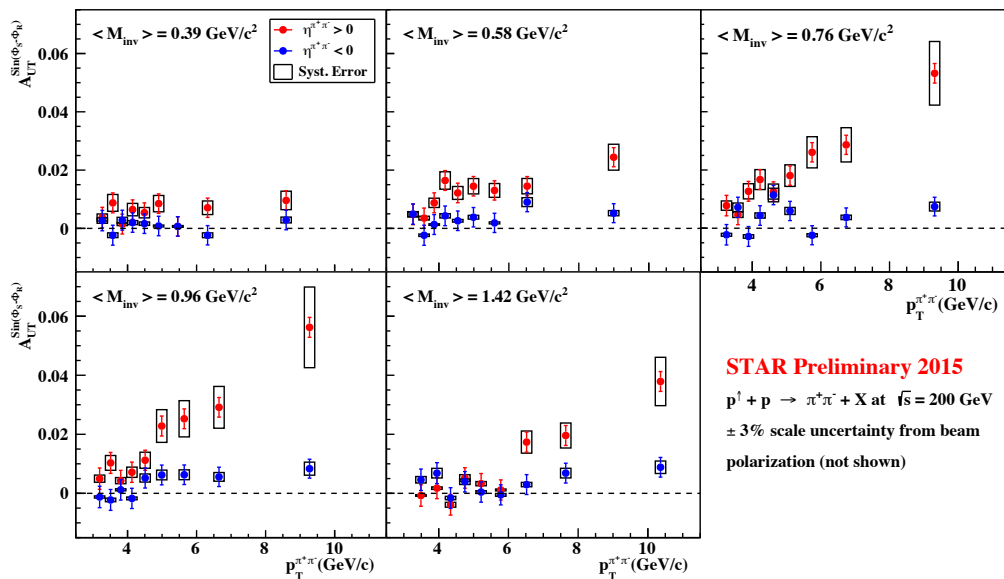 < M_inv > = 0.39 GeV/c²
η^π⁺π⁻ > 0
η^π⁺π⁻ < 0
Syst. Error
< M_inv > = 0.58 GeV/c²
< M_inv > = 0.76 GeV/c²
A_UT^Sin(Φ_S-Φ_R)
0.06
0.04
0.02
0
4 6 8 10
p_T^π⁺π⁻(GeV/c)
< M_inv > = 0.96 GeV/c²
< M_inv > = 1.42 GeV/c²
A_UT^Sin(Φ_S-Φ_R)
0.06
0.04
0.02
0
4 6 8 10
p_T^π⁺π⁻(GeV/c)
4 6 8 10
p_T^π⁺π⁻(GeV/c)
STAR Preliminary 2015
p^↑ + p → π⁺π⁻ + X at √s = 200 GeV
± 3% scale uncertainty from beam
polarization (not shown)